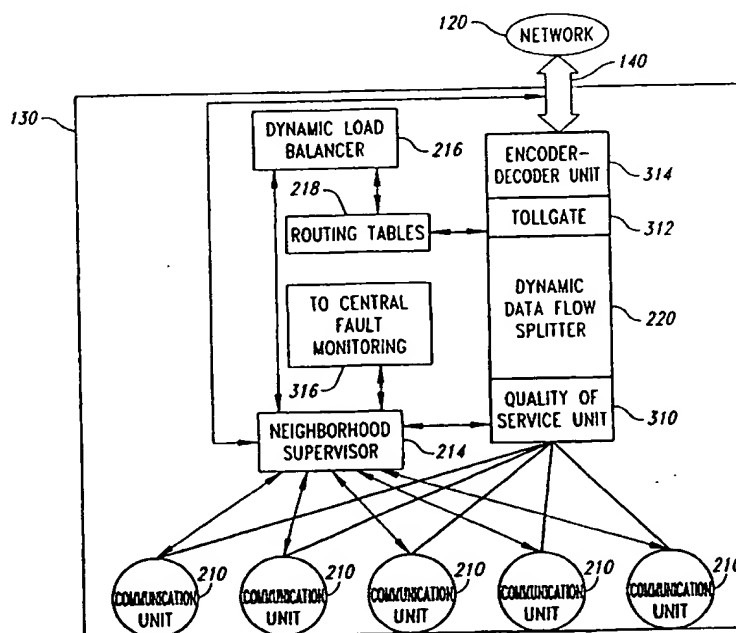 120
NETWORK
140
130
DYNAMIC LOAD
BALANCER
216
ENCODER-
DECODER UNIT
314
218
TOLLGATE
312
ROUTING TABLES
DYNAMIC
DATA FLOW
SPLITTER
220
TO CENTRAL
FAULT
MONITORING
316
QUALITY OF
SERVICE UNIT
310
NEIGHBORHOOD
SUPERVISOR
214
210
210
210
210
210
COMMUNICATION
UNIT
COMMUNICATION
UNIT
COMMUNICATION
UNIT
COMMUNICATION
UNIT
COMMUNICATION
UNIT